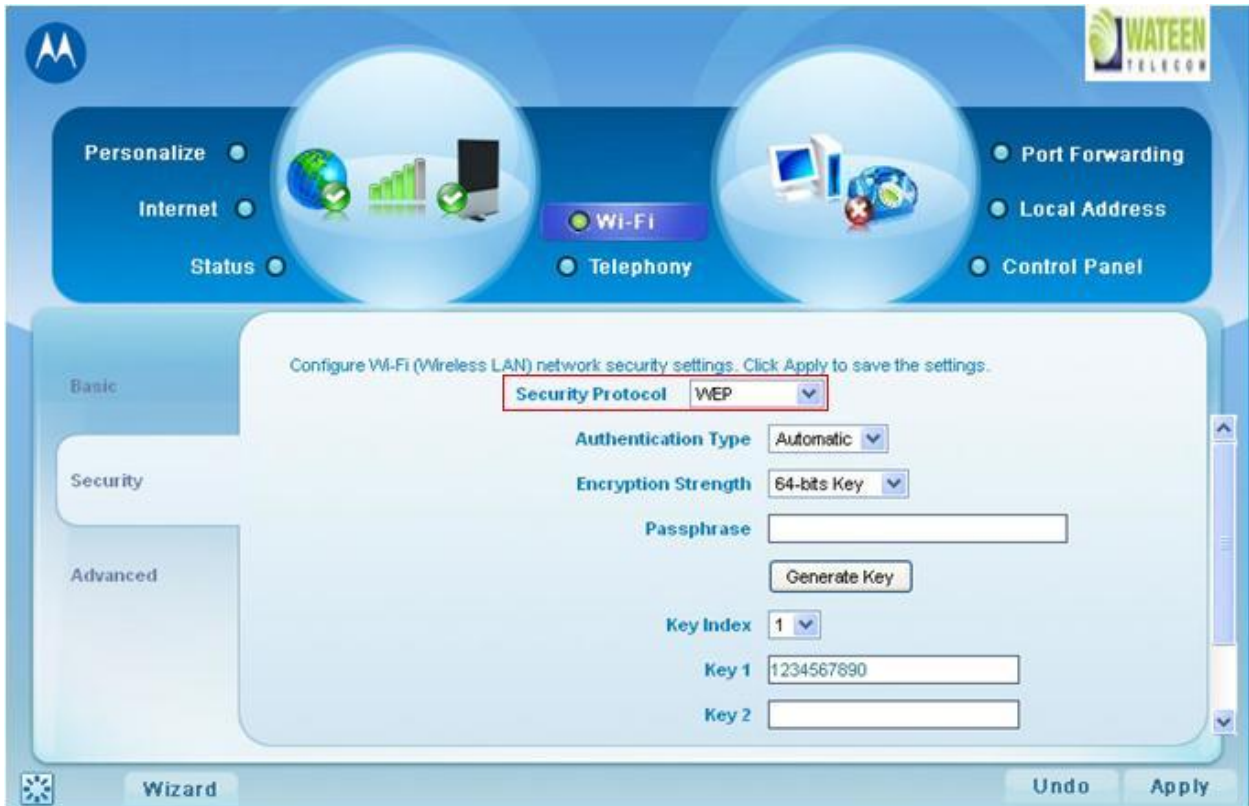 WATEEN
TELECOM
Personalize
Internet
Status
Wi-Fi
Telephony
Port Forwarding
Local Address
Control Panel
Basic
Security
Advanced
Configure Wi-Fi (Wireless LAN) network security settings. Click Apply to save the settings.
Security Protocol WEP
Authentication Type Automatic
Encryption Strength 64-bits Key
Passphrase
Generate Key
Key Index 1
Key 1 1234567890
Key 2
Wizard
Undo
Apply